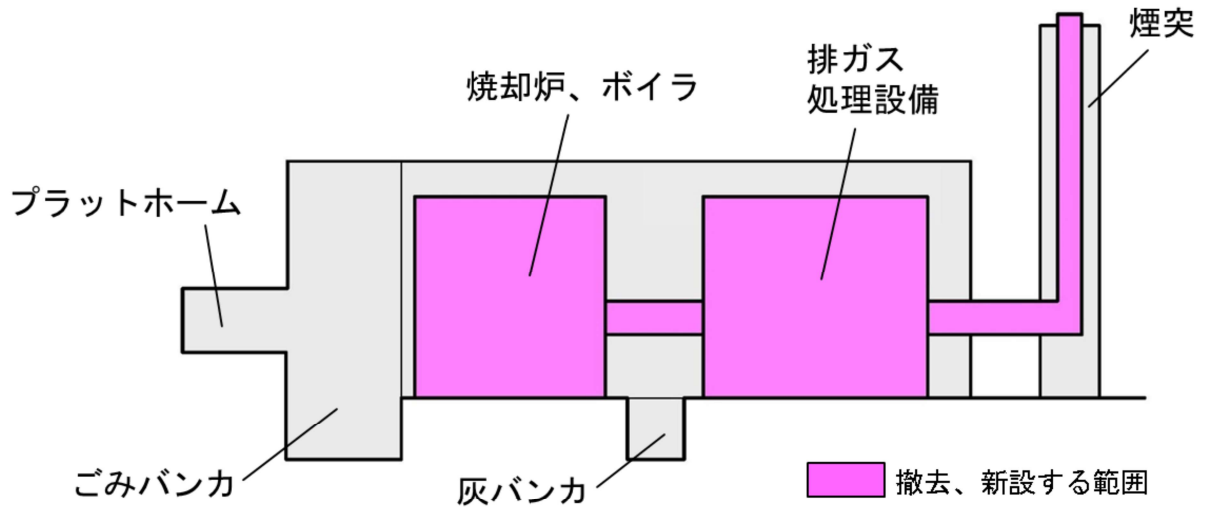 煙突
排ガス
処理設備
焼却炉、ボイラ
プラットホーム
ごみバンカ
灰バンカ
撤去、新設する範囲